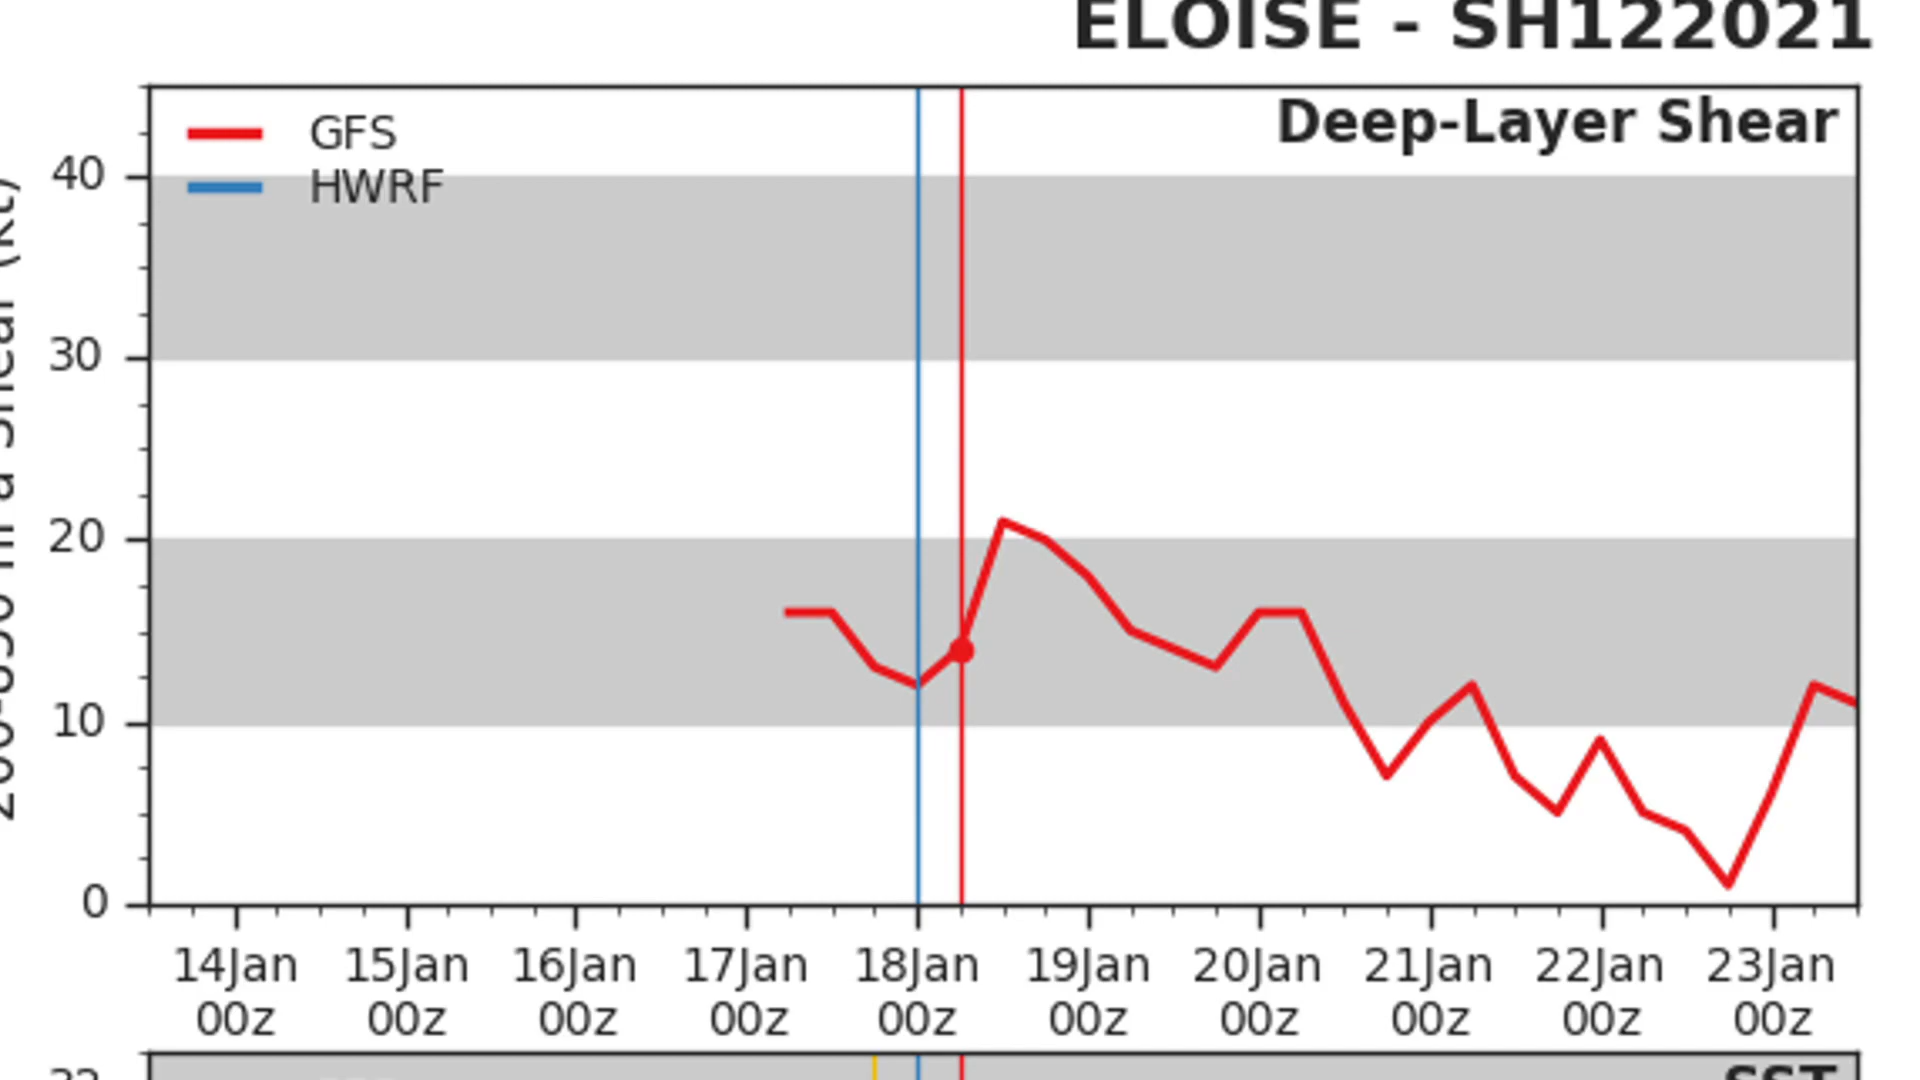 ELOISE - SH122021
Deep-Layer Shear
GFS
HWRF
40
30
20
10
0
14Jan 15Jan 16Jan 17Jan 18Jan 19Jan 20Jan 21Jan 22Jan 23Jan
00z 00z 00z 00z 00z 00z 00z 00z 00z 00z
SST